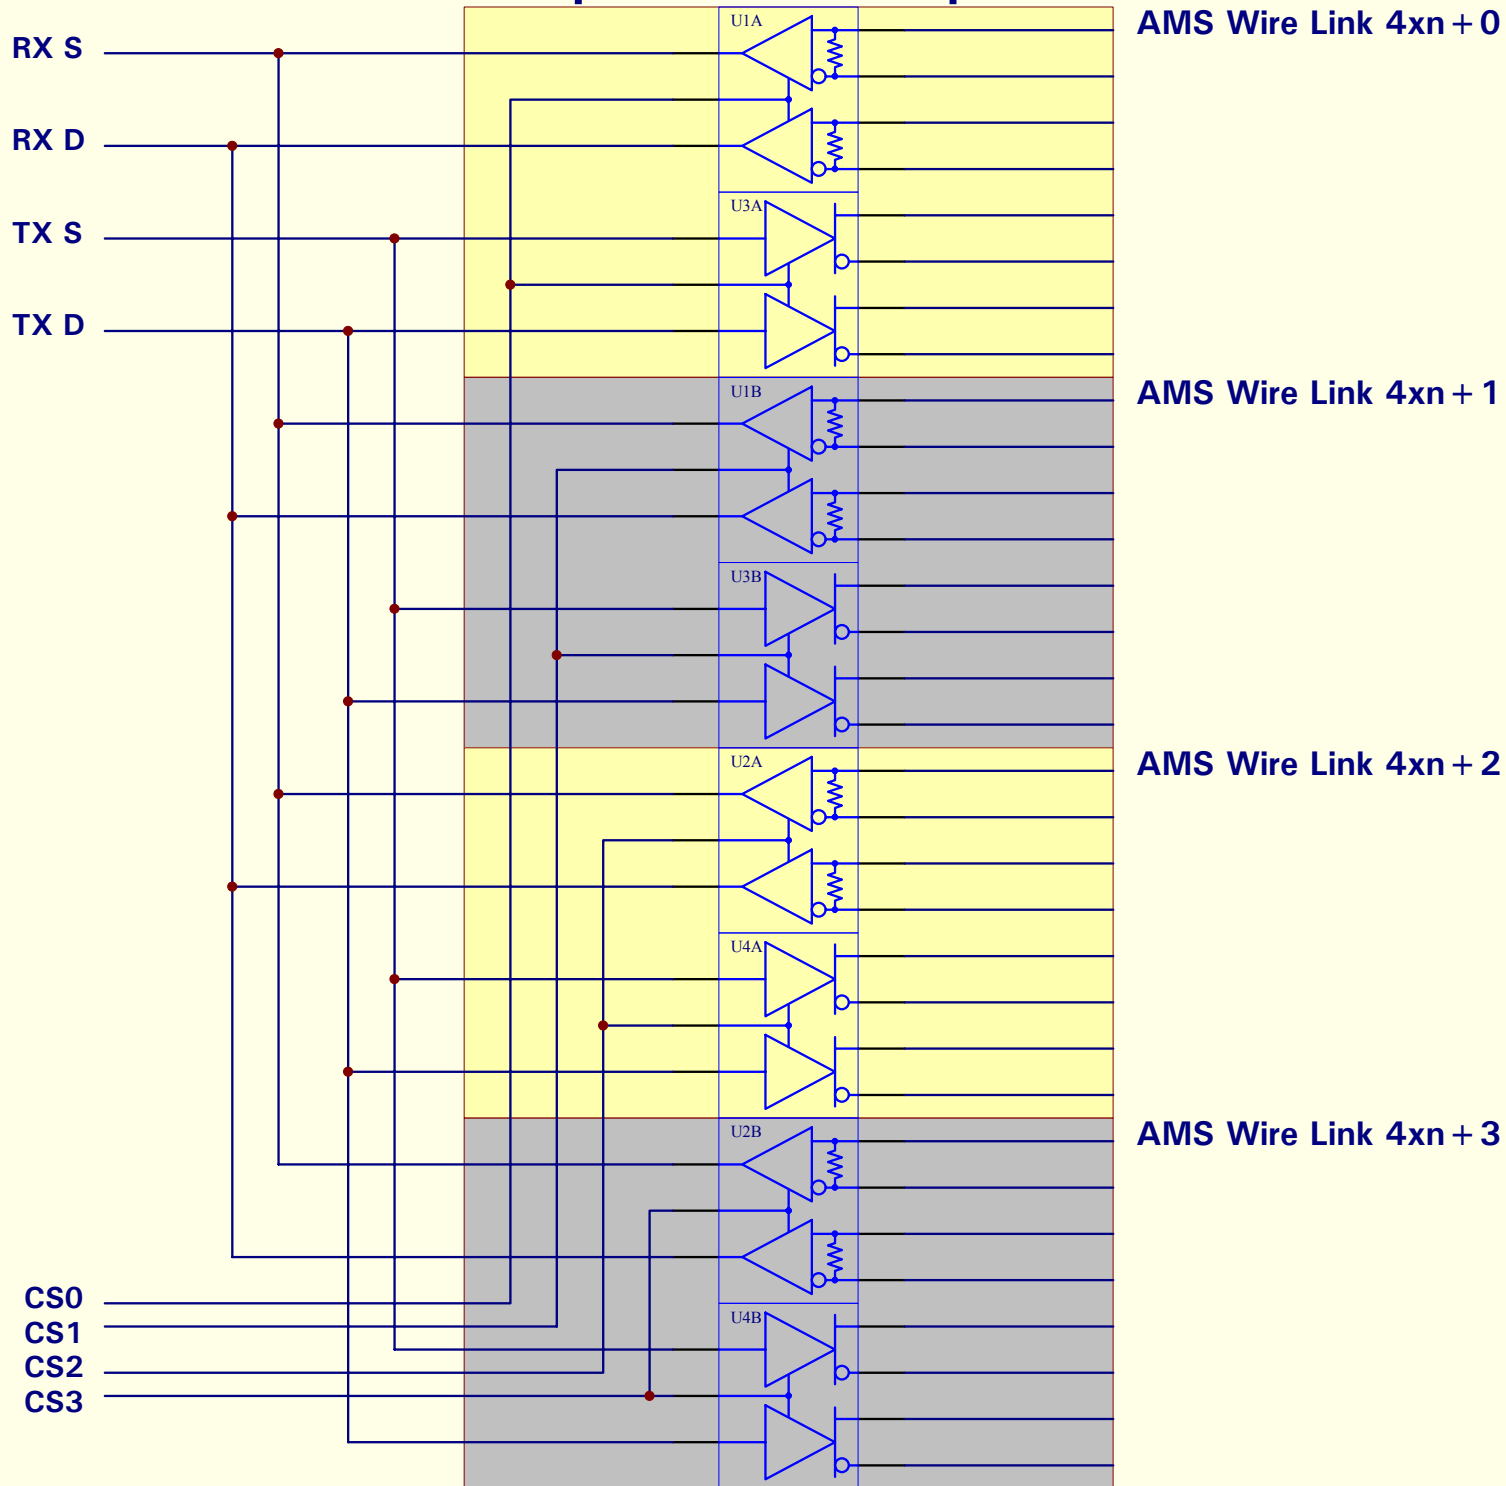 U1A
AMS Wire Link 4xn+0
RX S
RX D
U3A
TX S
TX D
U1B
AMS Wire Link 4xn+1
U3B
U2A
AMS Wire Link 4xn+2
U4A
U2B
AMS Wire Link 4xn+3
CS0
U4B
CS1
CS2
CS3